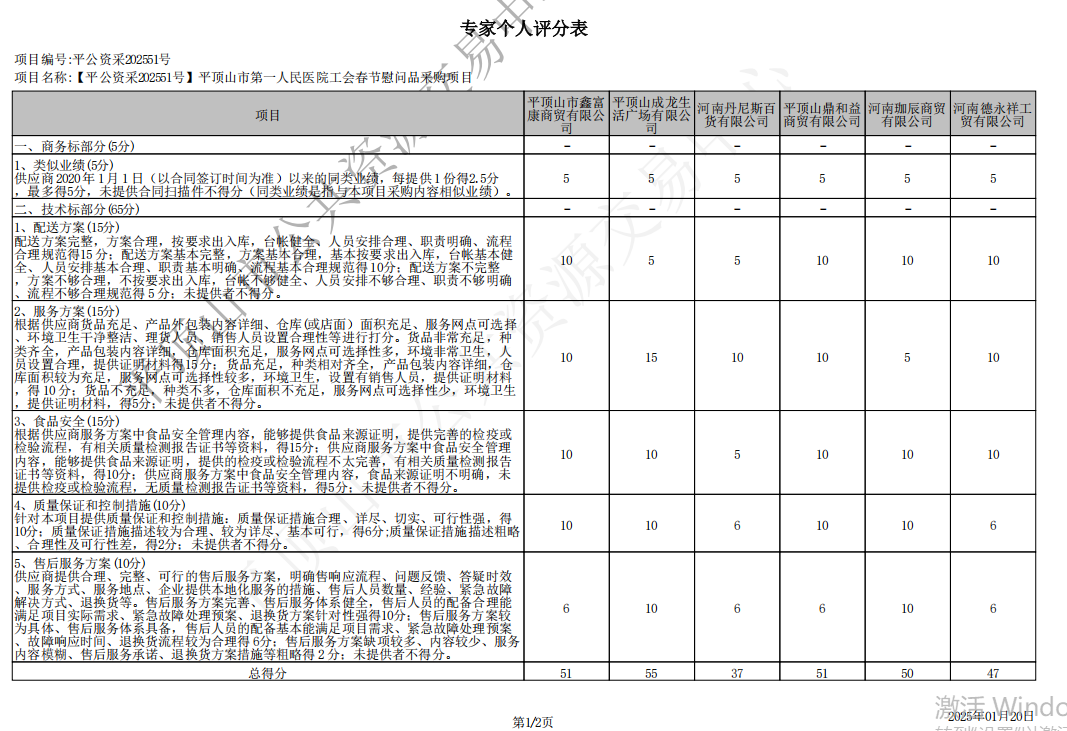 专家个人评分表
项目编号:平公资采202551号
项目名称:【平公资采202551号】平顶山市第一人民医院工会春节慰问品采购项目
项目 平顶山市鑫富康商贸有限公司 平顶山成龙生活广场有限公司 河南丹尼斯百货有限公司 平顶山鼎和益商贸有限公司 河南珈辰商贸有限公司 河南德永祥工贸有限公司
一、商务标部分(5分) - - - - - -
1、类似业绩(5分)
供应商2020年1月1日（以合同签订时间为准）以来的同类业绩，每提供1份得2.5分
，最多得5分，未提供合同扫描件不得分（同类业绩是指与本项目采购内容相似业绩）。
5 5 5 5 5 5
二、技术标部分(65分) - - - - - -
1、配送方案(15分)
配送方案完整，方案合理，按要求出入库，台帐健全、人员安排合理、职责明确、流程
合理规范得15分；配送方案基本完整，方案基本合理，基本按要求出入库，台帐基本健
全、人员安排基本合理、职责基本明确、流程基本合理规范得10分；配送方案不完整
，方案不够合理，不按要求出入库，台帐不够健全、人员安排不够合理、职责不够明确
、流程不够合理规范得5分；未提供者不得分。
10 5 5 10 10 10
2、服务方案(15分)
根据供应商货品充足、产品外包装内容详细、仓库(或店面）面积充足、服务网点可选择
、环境卫生干净整洁、理货人员、销售人员设置合理性等进行打分。货品非常充足，种
类齐全，产品包装内容详细，仓库面积充足，服务网点可选择性多，环境非常卫生，人
员设置合理，提供证明材料得15分；货品充足，种类相对齐全，产品包装内容详细，仓
库面积较为充足，服务网点可选择性较多，环境卫生，设置有销售人员，提供证明材料
，得10分；货品不充足，种类不多，仓库面积不充足，服务网点可选择性少，环境卫生
，提供证明材料，得5分；未提供者不得分。
10 15 10 10 5 10
3、食品安全(15分)
根据供应商服务方案中食品安全管理内容，能够提供食品来源证明，提供完善的检疫或
检验流程，有相关质量检测报告证书等资料，得15分；供应商服务方案中食品安全管理
内容，能够提供食品来源证明，提供的检疫或检验流程不太完善，有相关质量检测报告
证书等资料，得10分；供应商服务方案中食品安全管理内容，食品来源证明不明确，未
提供检疫或检验流程，无质量检测报告证书等资料，得5分；未提供者不得分。
10 10 5 10 10 10
4、质量保证和控制措施(10分)
针对本项目提供质量保证和控制措施：质量保证措施合理、详尽、切实、可行性强，得
10分；质量保证措施描述较为合理、较为详尽、基本可行，得6分;质量保证措施描述粗略
、合理性及可行性差，得2分；未提供者不得分。
10 10 6 10 10 6
5、售后服务方案(10分)
供应商提供合理、完整、可行的售后服务方案，明确售响应流程、问题反馈、答疑时效
、服务方式、服务地点、企业提供本地化服务的措施、售后人员数量、经验、紧急故障
解决方式、退换货等。售后服务方案完善、售后服务体系健全，售后人员的配备合理能
满足项目实际需求、紧急故障处理预案、退换货方案针对性强得10分；售后服务方案较
为具体、售后服务体系具备，售后人员的配备基本能满足项目需求、紧急故障处理预案
、故障响应时间、退换货流程较为合理得6分；售后服务方案缺项较多、内容较少、服务
内容模糊、售后服务承诺、退换货方案措施等粗略得2分；未提供者不得分。
6 10 6 6 10 6
总得分 51 55 37 51 50 47
激活 Windo
2025年01月20日
第1/2页